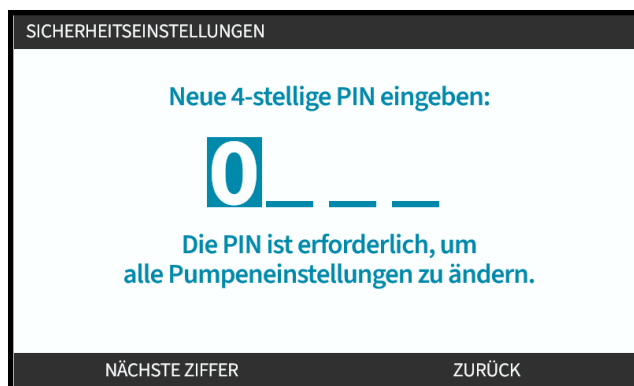 SICHERHEITSEINSTELLUNGEN
Neue 4-stellige PIN eingeben:
0_ _ _
Die PIN ist erforderlich, um
alle Pumpeneinstellungen zu ändern.
NÄCHSTE ZIFFER ZURÜCK